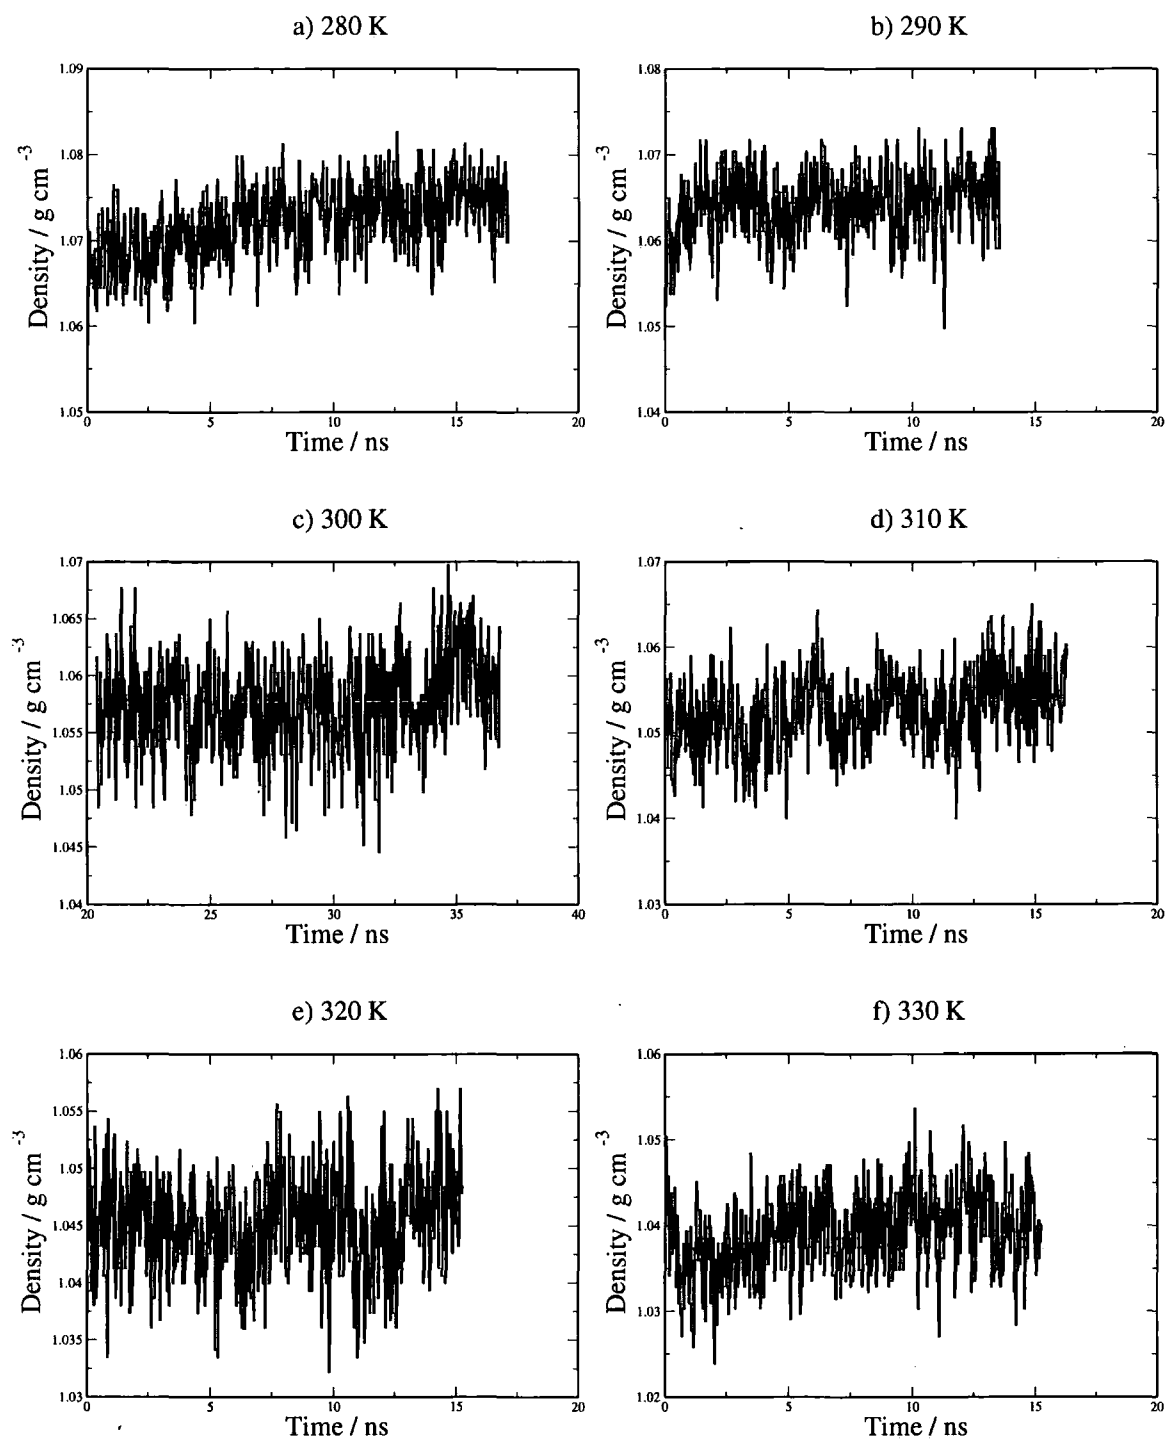 a) 280 K
1.09
1.08
1.07
1.06
1.05
Density / g cm -3
0 5 10 15 20
Time / ns
b) 290 K
1.08
1.07
1.06
1.05
1.04
Density / g cm -3
0 5 10 15 20
Time / ns
c) 300 K
1.07
1.065
1.06
1.055
1.05
1.045
1.04
Density / g cm -3
20 25 30 35 40
Time / ns
d) 310 K
1.07
1.06
1.05
1.04
1.03
Density / g cm -3
0 5 10 15 20
Time / ns
e) 320 K
1.06
1.055
1.05
1.045
1.04
1.035
1.03
Density / g cm -3
0 5 10 15 20
Time / ns
f) 330 K
1.06
1.05
1.04
1.03
1.02
Density / g cm -3
0 5 10 15 20
Time / ns